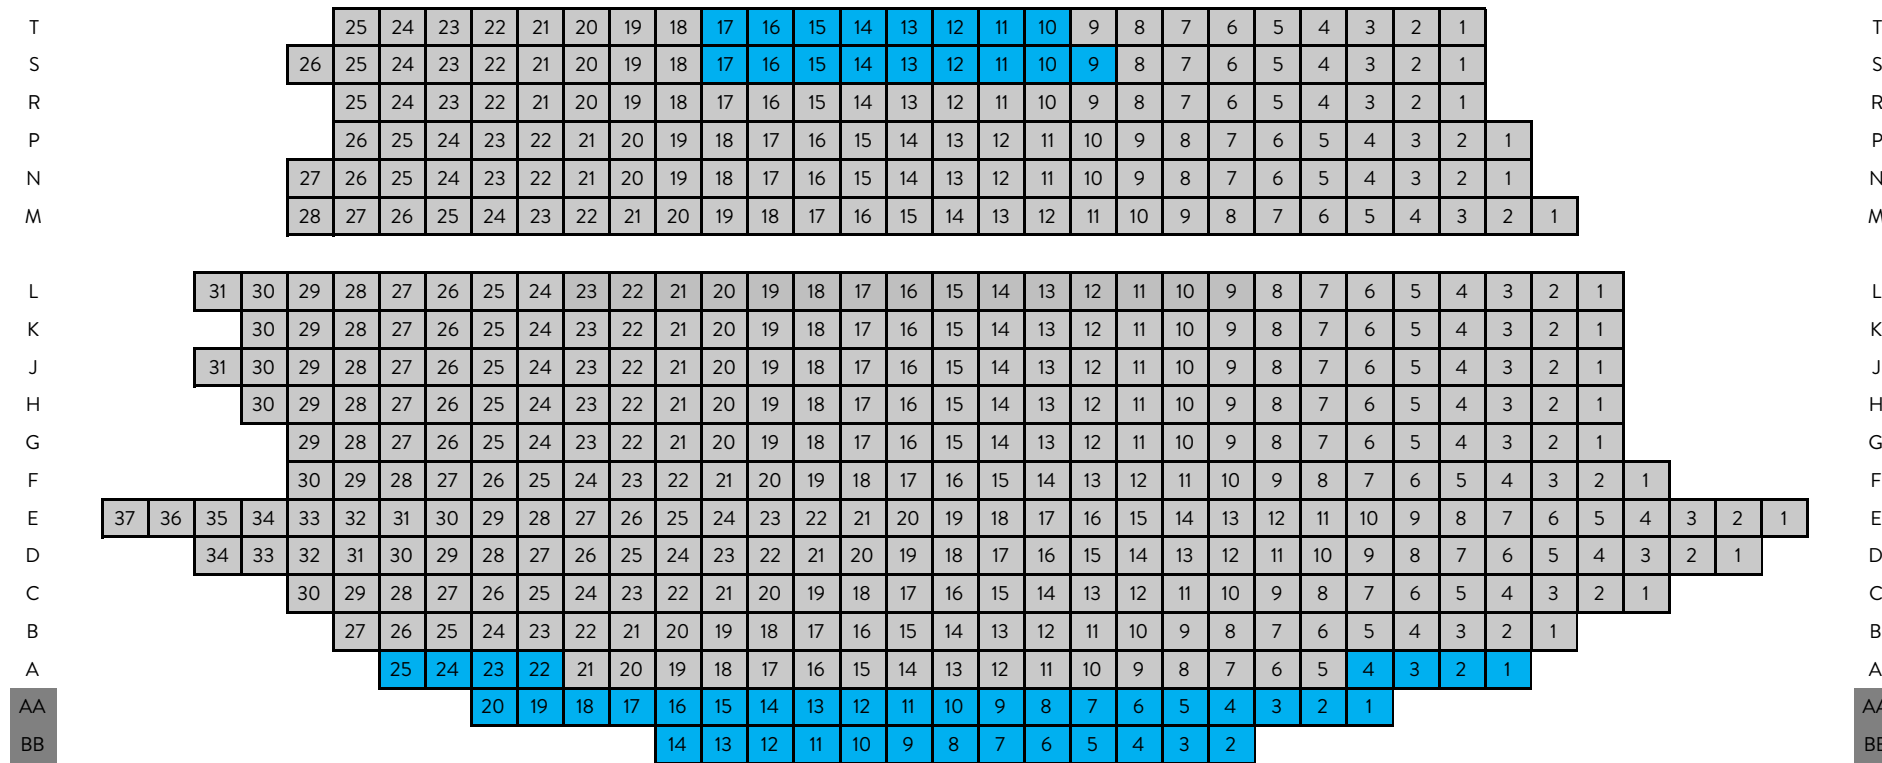 T 25 24 23 22 21 20 19 18 17 16 15 14 13 12 11 10 9 8 7 6 5 4 3 2 1 T
S 26 25 24 23 22 21 20 19 18 17 16 15 14 13 12 11 10 9 8 7 6 5 4 3 2 1 S
R 25 24 23 22 21 20 19 18 17 16 15 14 13 12 11 10 9 8 7 6 5 4 3 2 1 R
P 26 25 24 23 22 21 20 19 18 17 16 15 14 13 12 11 10 9 8 7 6 5 4 3 2 1 P
N 27 26 25 24 23 22 21 20 19 18 17 16 15 14 13 12 11 10 9 8 7 6 5 4 3 2 1 N
M 28 27 26 25 24 23 22 21 20 19 18 17 16 15 14 13 12 11 10 9 8 7 6 5 4 3 2 1 M
L 31 30 29 28 27 26 25 24 23 22 21 20 19 18 17 16 15 14 13 12 11 10 9 8 7 6 5 4 3 2 1 L
K 30 29 28 27 26 25 24 23 22 21 20 19 18 17 16 15 14 13 12 11 10 9 8 7 6 5 4 3 2 1 K
J 31 30 29 28 27 26 25 24 23 22 21 20 19 18 17 16 15 14 13 12 11 10 9 8 7 6 5 4 3 2 1 J
H 30 29 28 27 26 25 24 23 22 21 20 19 18 17 16 15 14 13 12 11 10 9 8 7 6 5 4 3 2 1 H
G 29 28 27 26 25 24 23 22 21 20 19 18 17 16 15 14 13 12 11 10 9 8 7 6 5 4 3 2 1 G
F 30 29 28 27 26 25 24 23 22 21 20 19 18 17 16 15 14 13 12 11 10 9 8 7 6 5 4 3 2 1 F
E 37 36 35 34 33 32 31 30 29 28 27 26 25 24 23 22 21 20 19 18 17 16 15 14 13 12 11 10 9 8 7 6 5 4 3 2 1 E
D 34 33 32 31 30 29 28 27 26 25 24 23 22 21 20 19 18 17 16 15 14 13 12 11 10 9 8 7 6 5 4 3 2 1 D
C 30 29 28 27 26 25 24 23 22 21 20 19 18 17 16 15 14 13 12 11 10 9 8 7 6 5 4 3 2 1 C
B 27 26 25 24 23 22 21 20 19 18 17 16 15 14 13 12 11 10 9 8 7 6 5 4 3 2 1 B
A 25 24 23 22 21 20 19 18 17 16 15 14 13 12 11 10 9 8 7 6 5 4 3 2 1 A
AA 20 19 18 17 16 15 14 13 12 11 10 9 8 7 6 5 4 3 2 1 AA
BB 14 13 12 11 10 9 8 7 6 5 4 3 2 BB